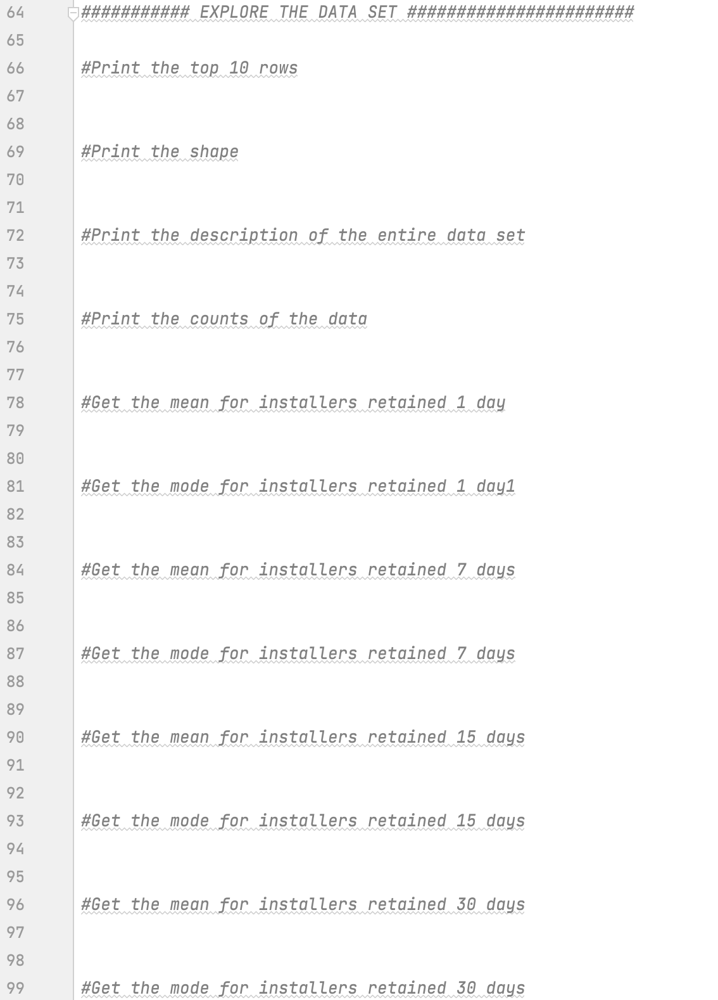 64 ########### EXPLORE THE DATA SET #######################
65
66 #Print the top 10 rows
67
68
69 #Print the shape
70
71
72 #Print the description of the entire data set
73
74
75 #Print the counts of the data
76
77
78 #Get the mean for installers retained 1 day
79
80
81 #Get the mode for installers retained 1 day1
82
83
84 #Get the mean for installers retained 7 days
85
86
87 #Get the mode for installers retained 7 days
88
89
90 #Get the mean for installers retained 15 days
91
92
93 #Get the mode for installers retained 15 days
94
95
96 #Get the mean for installers retained 30 days
97
98
99 #Get the mode for installers retained 30 days